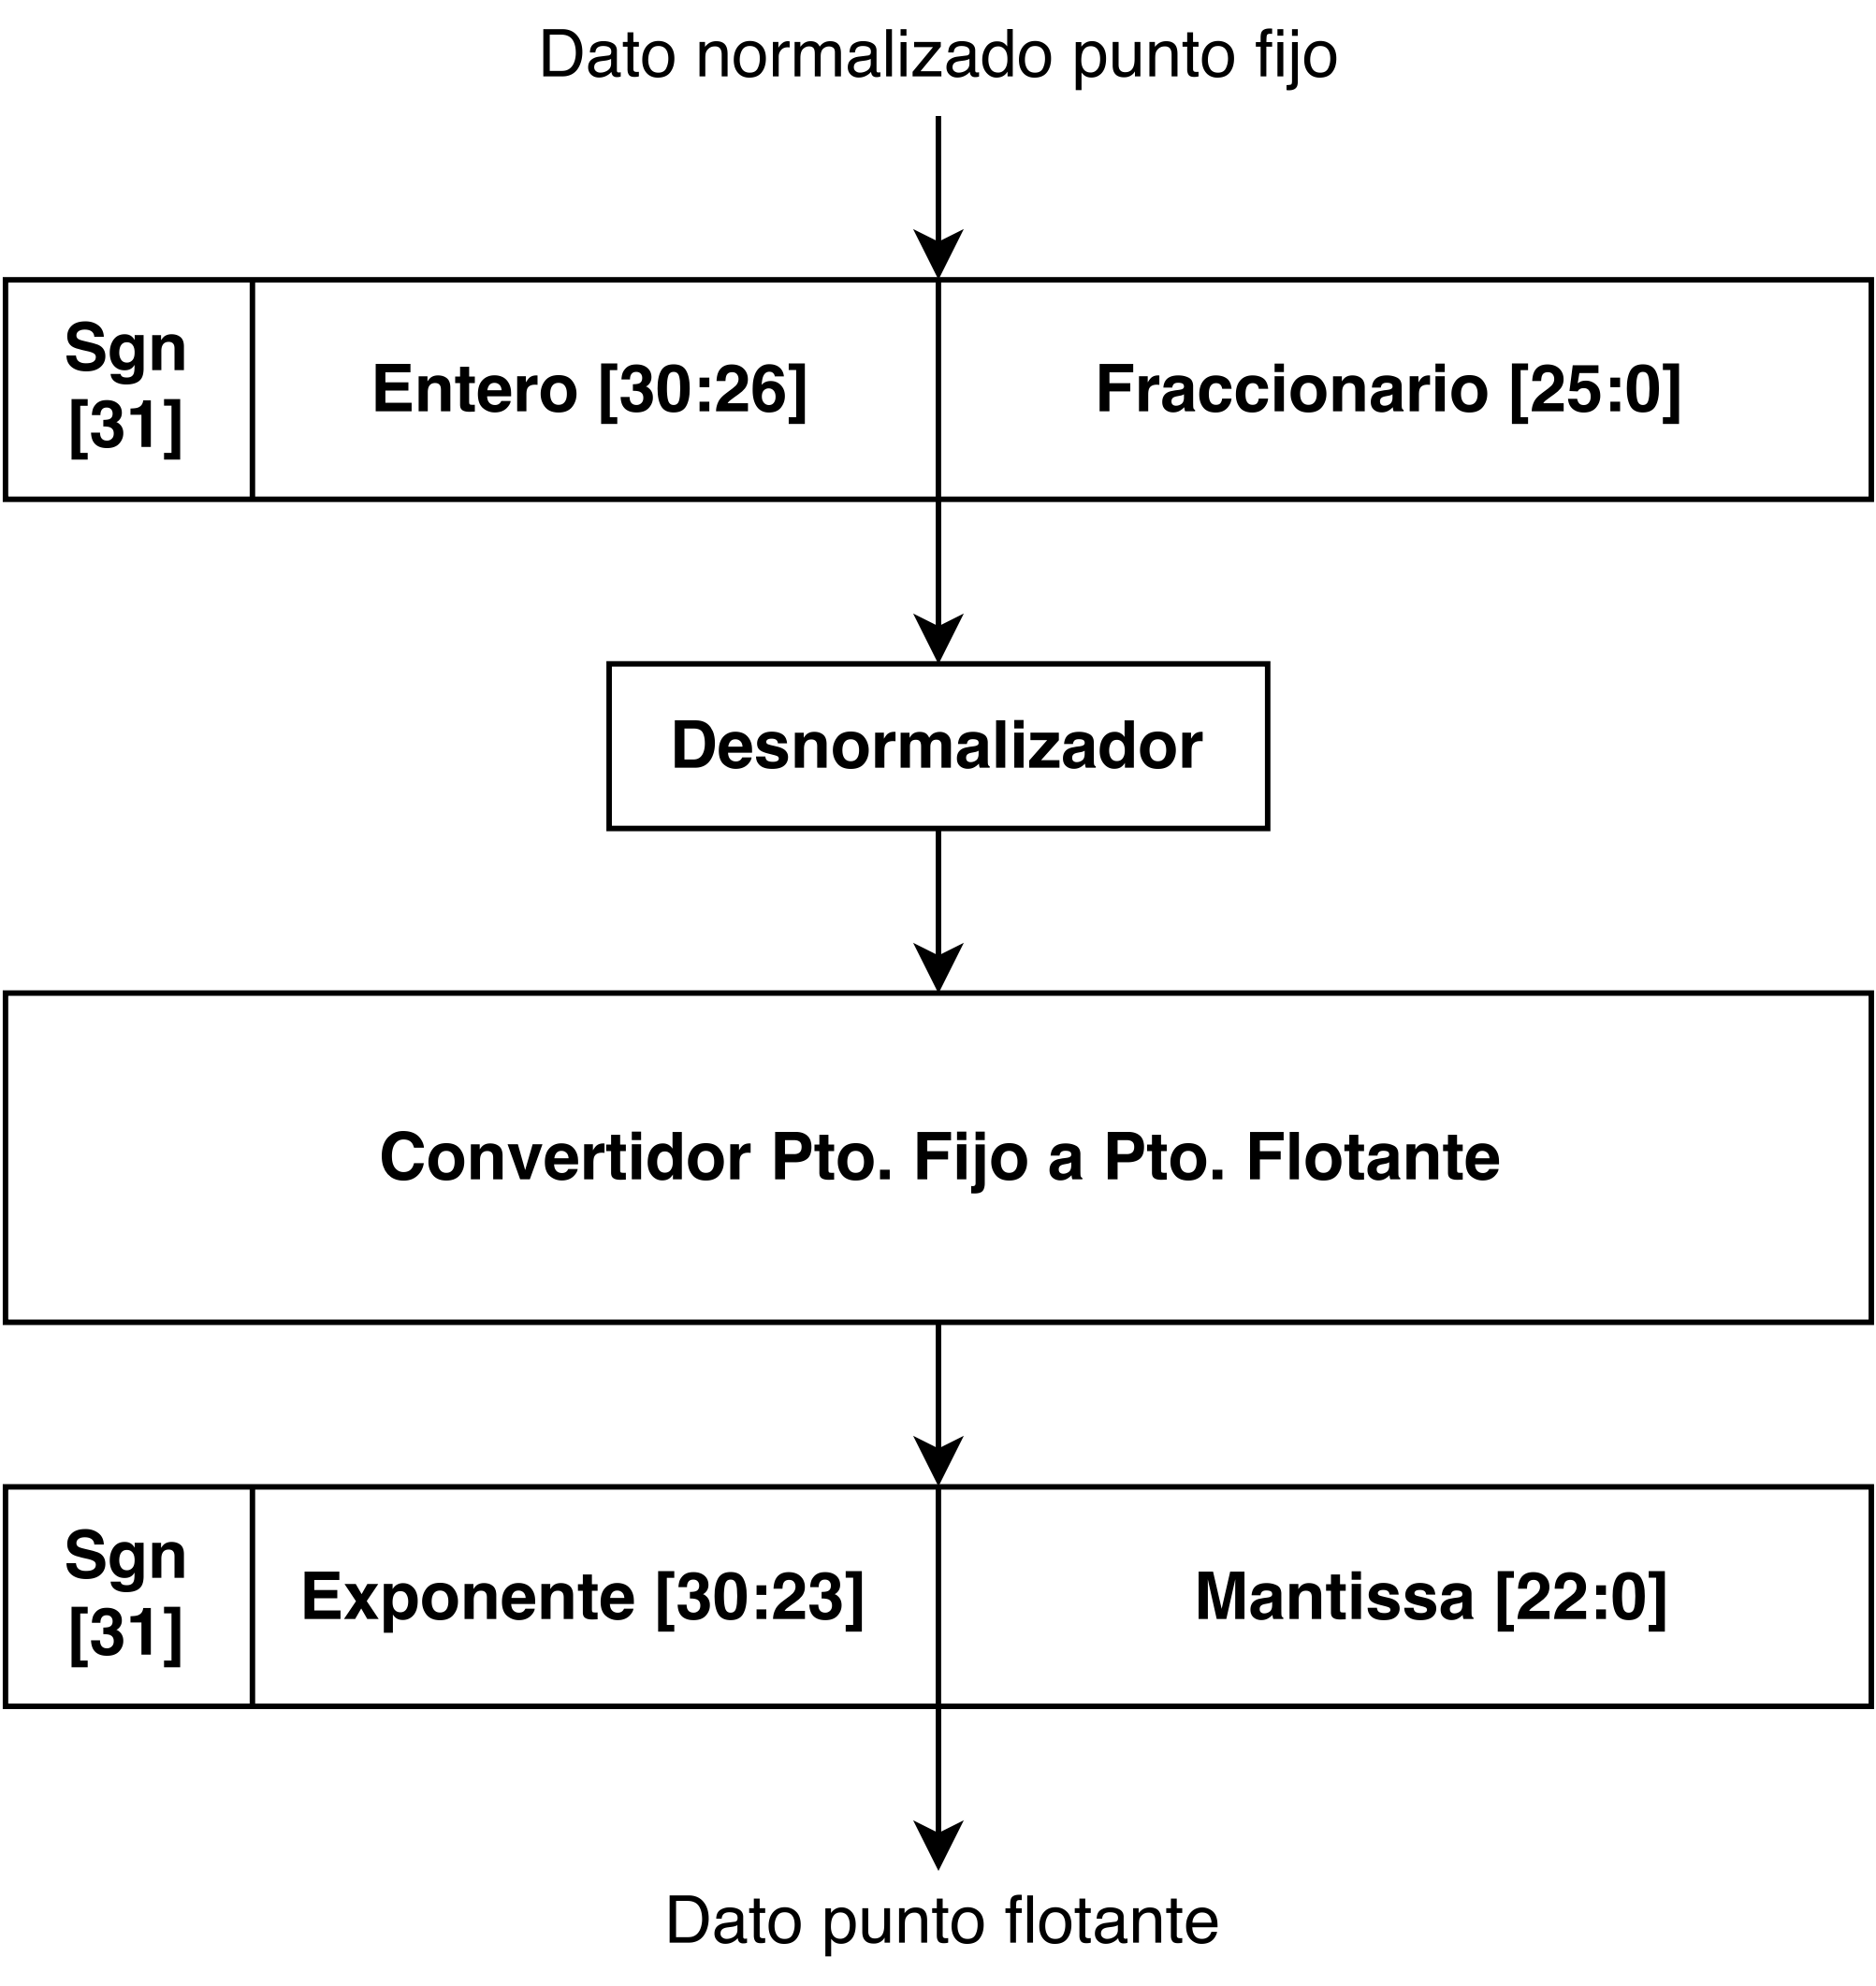 Dato normalizado punto fijo
Sgn
[31]
Entero [30:26]
Fraccionario [25:0]
Desnormalizador
Convertidor Pto. Fijo a Pto. Flotante
Sgn
[31]
Exponente [30:23]
Mantissa [22:0]
Dato punto flotante